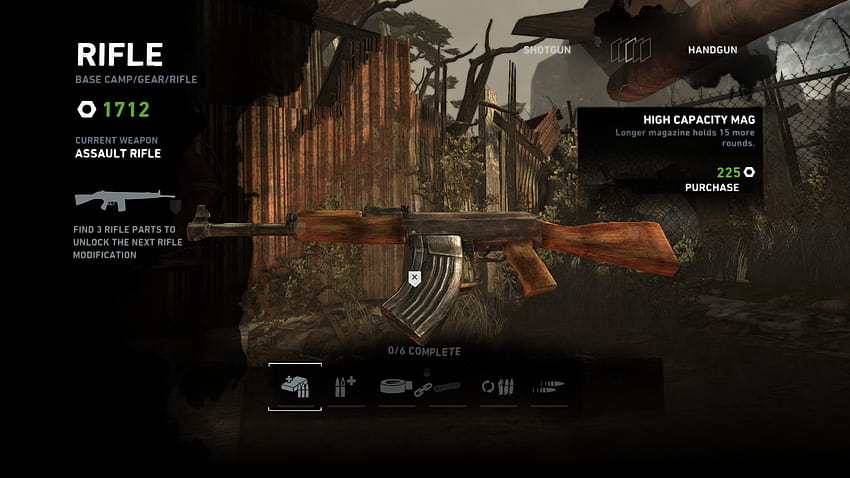 RIFLE
BASE CAMP/GEAR/RIFLE
1712
CURRENT WEAPON
ASSAULT RIFLE
FIND 3 RIFLE PARTS TO
UNLOCK THE NEXT RIFLE
MODIFICATION
SHOTGUN
HANDGUN
HIGH CAPACITY MAG
Longer magazine holds 15 more
rounds.
225
PURCHASE
0/6 COMPLETE